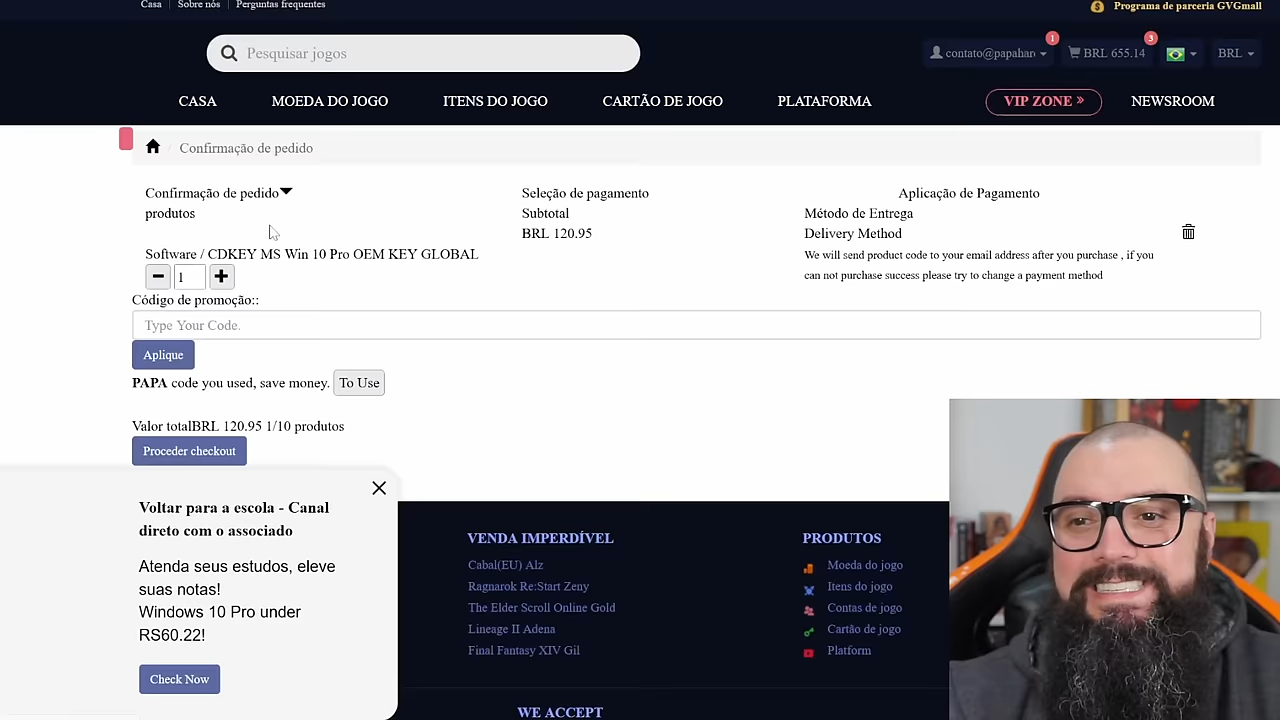 Casa
Sobre nós
Perguntas frequentes
Programa de parceria GVGmall
Pesquisar jogos
contato@papahar
1
BRL 655.14
3
BRL
CASA
MOEDA DO JOGO
ITENS DO JOGO
CARTÃO DE JOGO
PLATAFORMA
VIP ZONE »
NEWSROOM
/ Confirmação de pedido
Confirmação de pedido
Seleção de pagamento
Aplicação de Pagamento
produtos
Subtotal
Método de Entrega
BRL 120.95
Delivery Method
Software / CDKEY MS Win 10 Pro OEM KEY GLOBAL
We will send product code to your email address after you purchase , if you
can not purchase success please try to change a payment method
1
Código de promoção::
Type Your Code.
Aplique
PAPA code you used, save money. To Use
Valor totalBRL 120.95 1/10 produtos
Proceder checkout
Voltar para a escola - Canal
direto com o associado
Atenda seus estudos, eleve
suas notas!
Windows 10 Pro under
RS60.22!
Check Now
VENDA IMPERDÍVEL
Cabal(EU) Alz
Ragnarok Re:Start Zeny
The Elder Scroll Online Gold
Lineage II Adena
Final Fantasy XIV Gil
PRODUTOS
Moeda do jogo
Itens do jogo
Contas de jogo
Cartão de jogo
Platform
WE ACCEPT